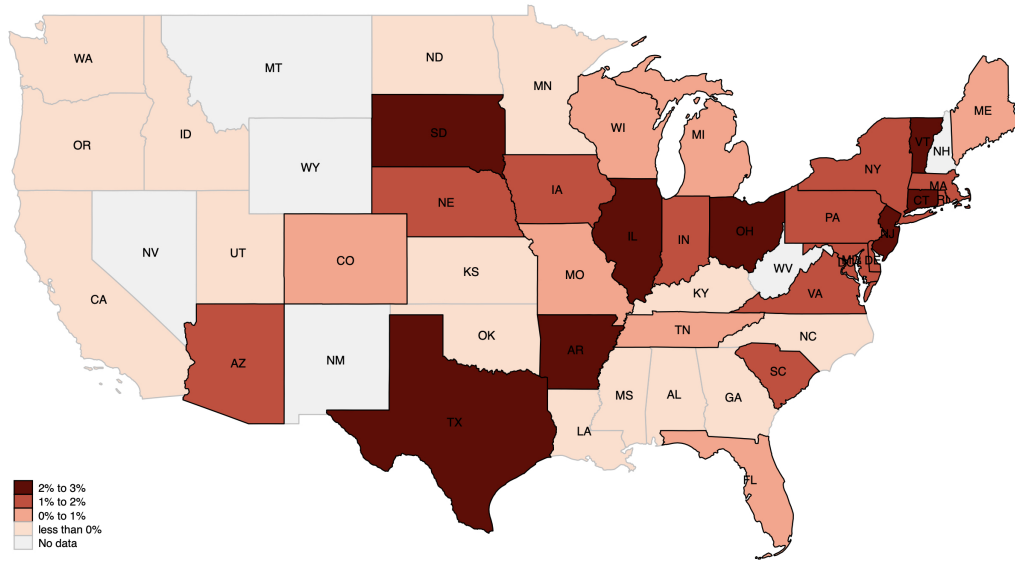 WA
MT
ND
MN
OR
ID
SD
WI
MI
ME
WY
VT
NH
NY
MA
IA
NE
CT
RI
PA
NV
UT
CO
KS
MO
IL
IN
OH
NJ
DE
WV
VA
CA
KY
AZ
NM
OK
AR
TN
NC
SC
MS
AL
GA
TX
LA
FL
2% to 3%
1% to 2%
0% to 1%
less than 0%
No data